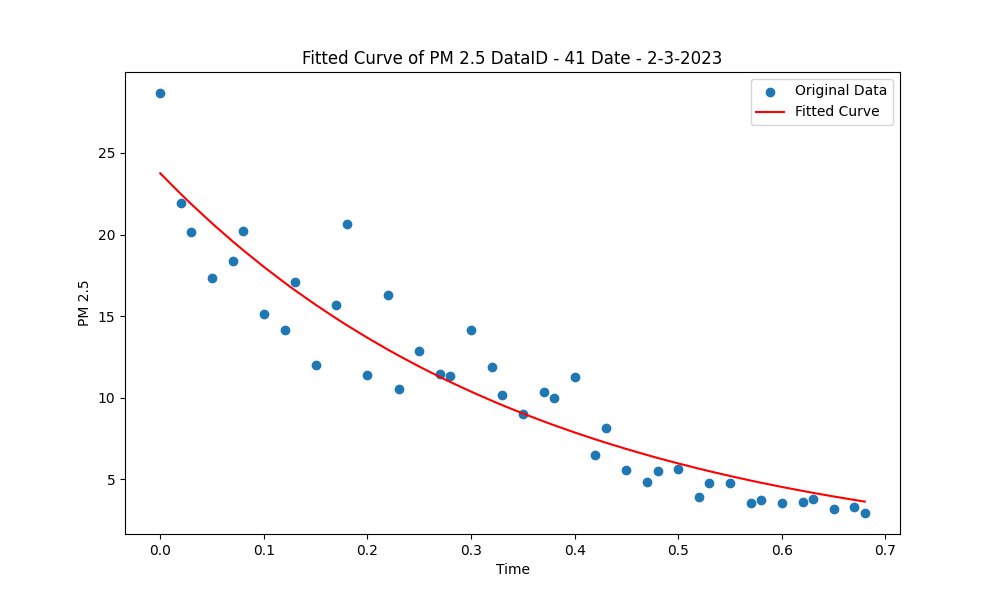 Fitted Curve of PM 2.5 DataID - 41 Date - 2-3-2023
Original Data
Fitted Curve
25
20
15
10
5
PM 2.5
0.0 0.1 0.2 0.3 0.4 0.5 0.6 0.7
Time